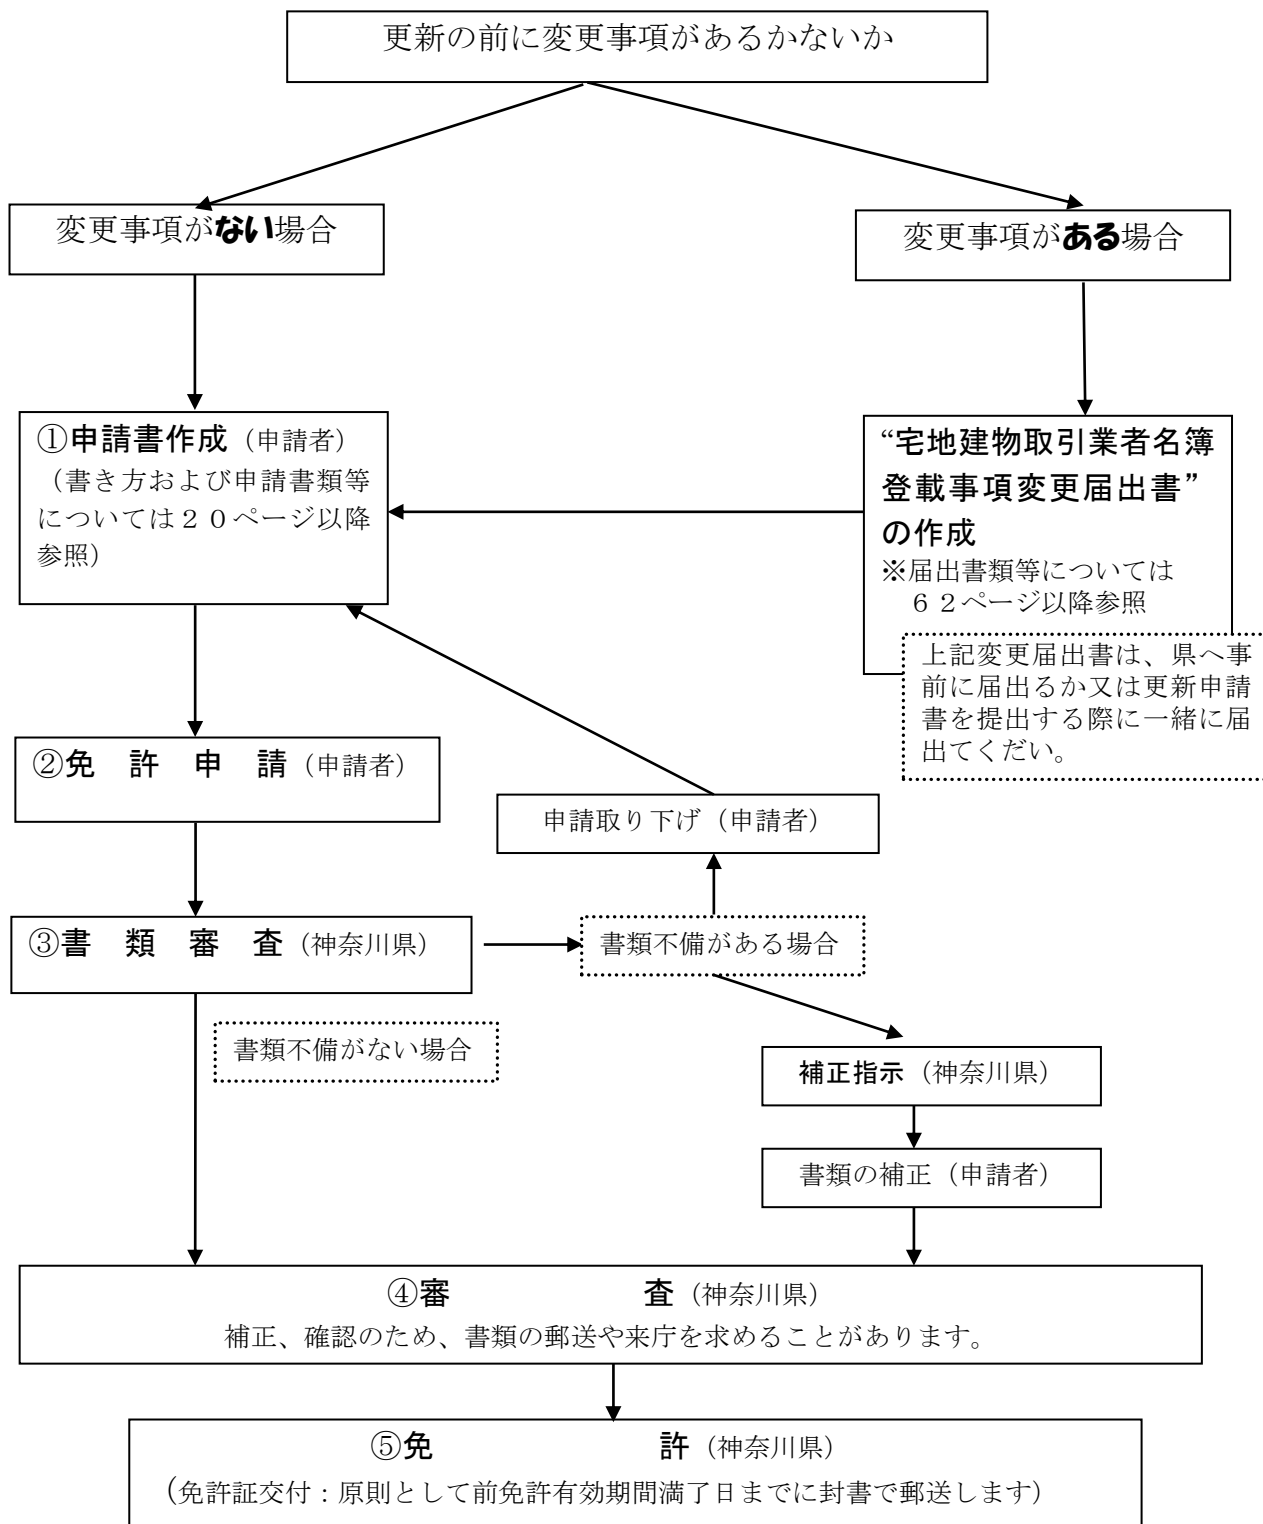 更新の前に変更事項があるかないか
変更事項がない場合
変更事項がある場合
①申請書作成（申請者）
（書き方および申請書類等
については２０ページ以降
参照）
“宅地建物取引業者名簿
登載事項変更届出書”
の作成
※届出書類等については
６２ページ以降参照
上記変更届出書は、県へ事
前に届出るか又は更新申請
書を提出する際に一緒に届
出てくだい。
②免　許　申　請（申請者）
申請取り下げ（申請者）
③書　類　審　査（神奈川県）
書類不備がある場合
書類不備がない場合
補正指示（神奈川県）
書類の補正（申請者）
④審　　　　　　査（神奈川県）
補正、確認のため、書類の郵送や来庁を求めることがあります。
⑤免　　　　　　　許（神奈川県）
（免許証交付：原則として前免許有効期間満了日までに封書で郵送します）